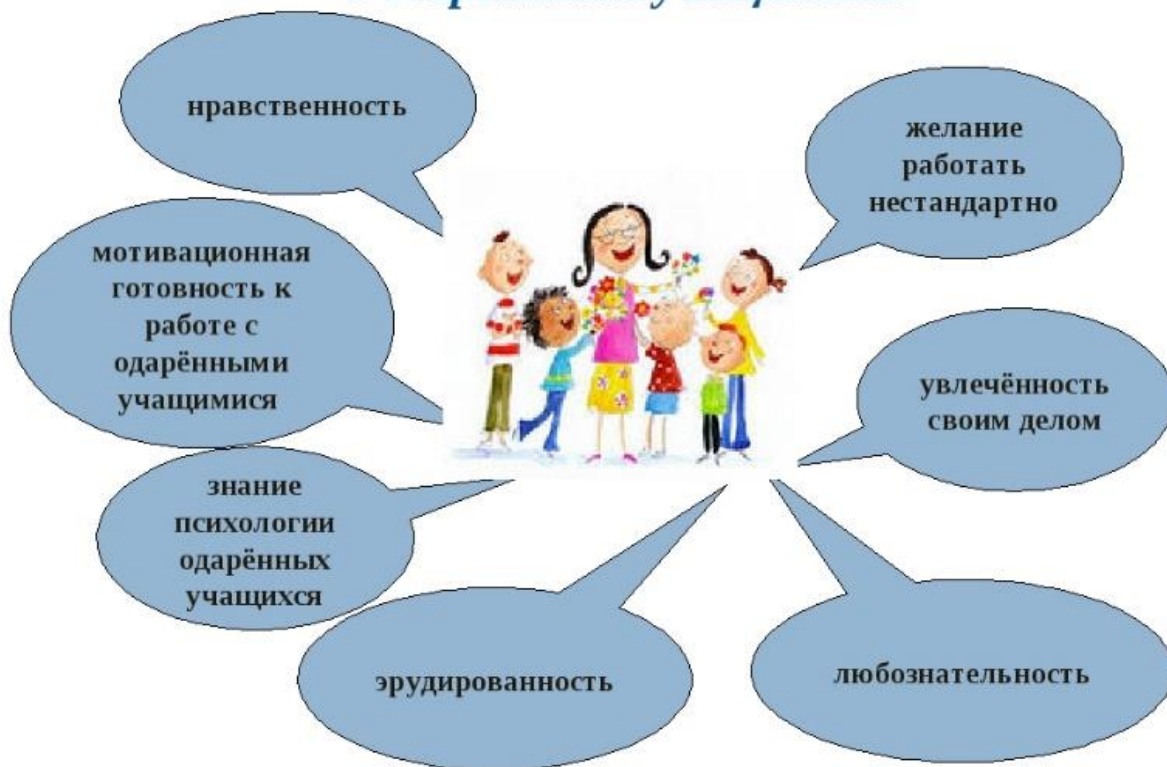 нравственность
желание
работать
нестандартно
мотивационная
готовность к
работе с
одарёнными
учащимися
увлечённость
своим делом
знание
психологии
одарённых
учащихся
эрудированность
любознательность